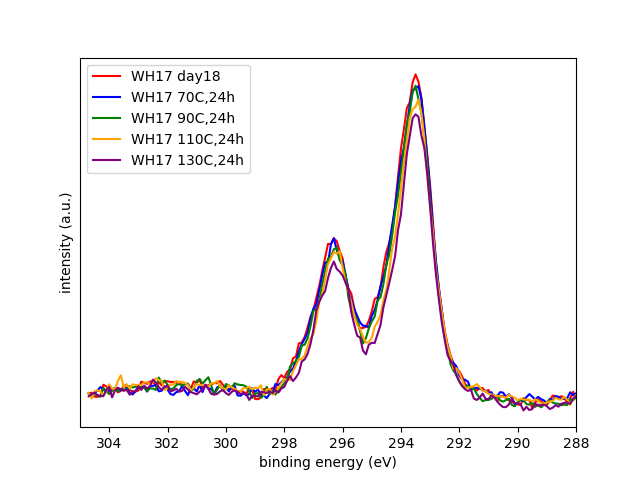 WH17 day18
WH17 70C,24h
WH17 90C,24h
WH17 110C,24h
WH17 130C,24h
intensity (a.u.)
304 302 300 298 296 294 292 290 288
binding energy (eV)